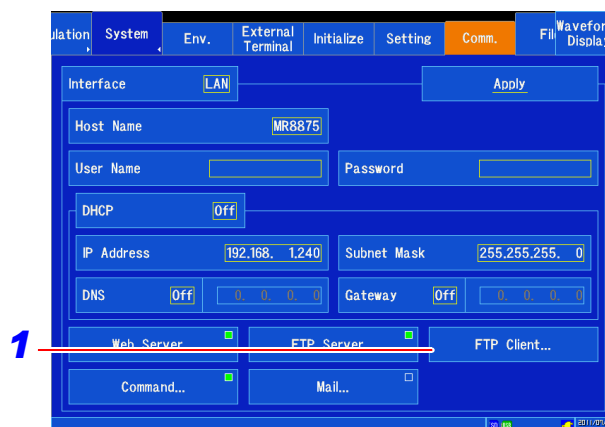 ulation System Env. External Terminal Initialize Setting Comm. Fil Wavefor Displa
Interface LAN Apply
Host Name MR8875
User Name Password
DHCP Off
IP Address 192.168. 1.240 Subnet Mask 255.255.255. 0
DNS Off 0. 0. 0. 0 Gateway Off 0. 0. 0. 0
1 Web Server FTP Server FTP Client...
Command... Mail...